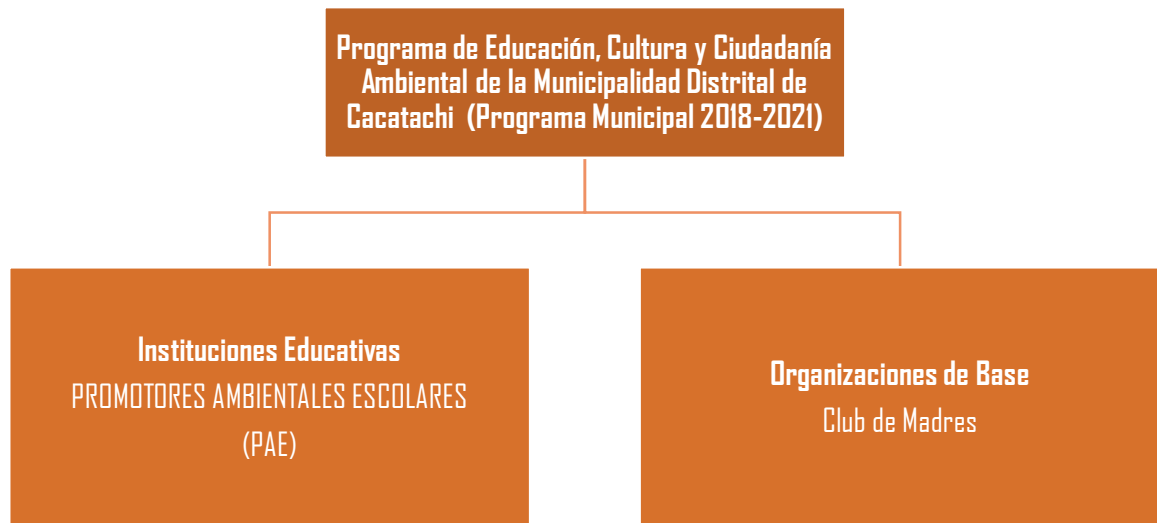 Programa de Educación, Cultura y Ciudadanía
Ambiental de la Municipalidad Distrital de
Cacatachi (Programa Municipal 2018-2021)
Instituciones Educativas
PROMOTORES AMBIENTALES ESCOLARES
(PAE)
Organizaciones de Base
Club de Madres